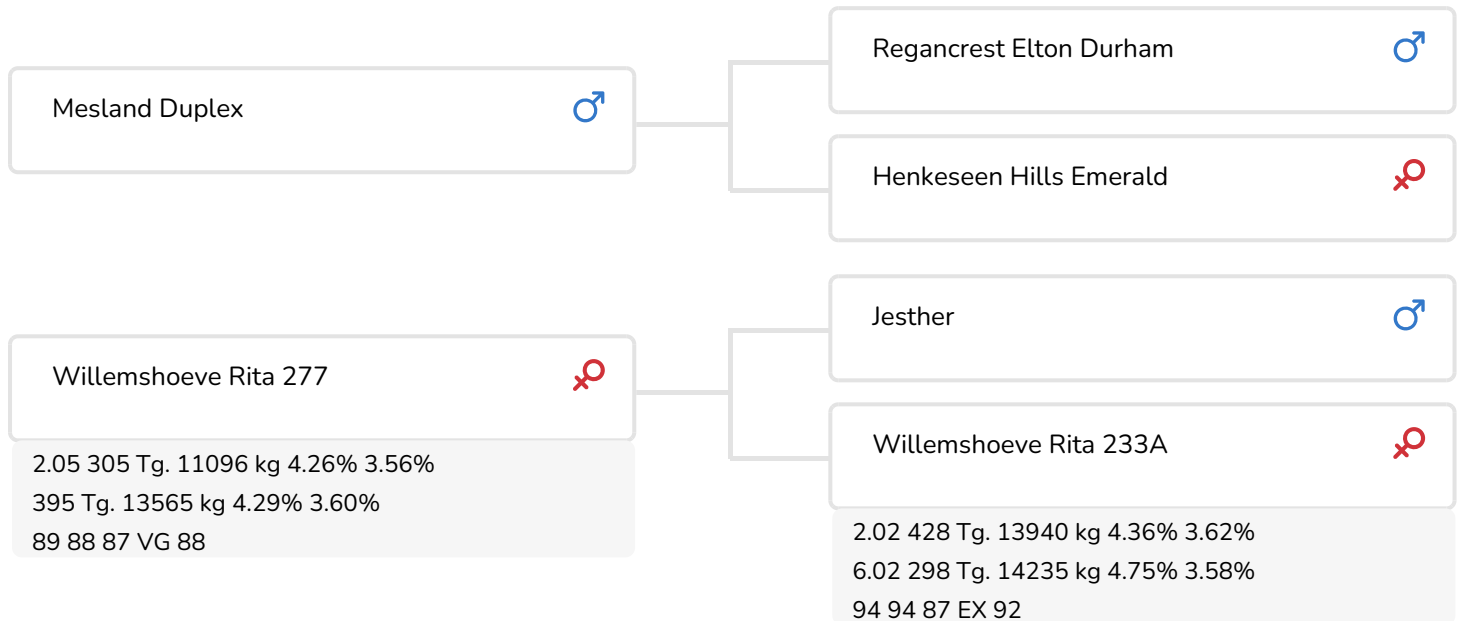 Regancrest Elton Durham
Mesland Duplex
Henkeseen Hills Emerald
Jesther
Willemshoeve Rita 277
2.05 305 Tg. 11096 kg 4.26% 3.56%
395 Tg. 13565 kg 4.29% 3.60%
89 88 87 VG 88
Willemshoeve Rita 233A
2.02 428 Tg. 13940 kg 4.36% 3.62%
6.02 298 Tg. 14235 kg 4.75% 3.58%
94 94 87 EX 92